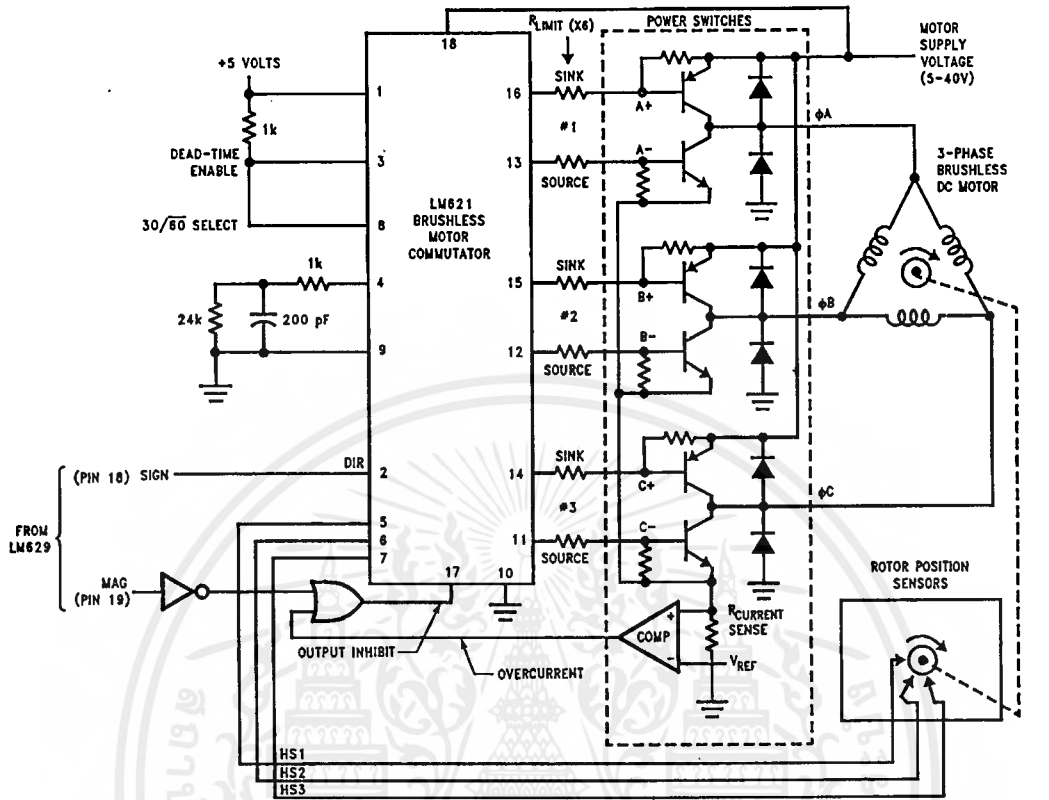 RLIMIT (X6)
POWER SWITCHES
18
MOTOR
SUPPLY
VOLTAGE
(5-40V)
+5 VOLTS
1
16
SINK
A+
#1
1k
DEAD-TIME
ENABLE
3
13
SOURCE
A-
φA
3-PHASE
BRUSHLESS
DC MOTOR
LM621
BRUSHLESS
MOTOR
COMMUTATOR
30/60 SELECT
8
1k
4
15
SINK
B+
#2
φB
24k
200 pF
9
12
SOURCE
B-
FROM
LM629
(PIN 18) SIGN
DIR
2
14
SINK
C+
#3
φC
5
6
7
11
SOURCE
C-
MAG
(PIN 19)
17
10
OUTPUT INHIBIT
OVERCURRENT
COMP
+
-
RCURRENT
SENSE
VREF
ROTOR POSITION
SENSORS
HS1
HS2
HS3